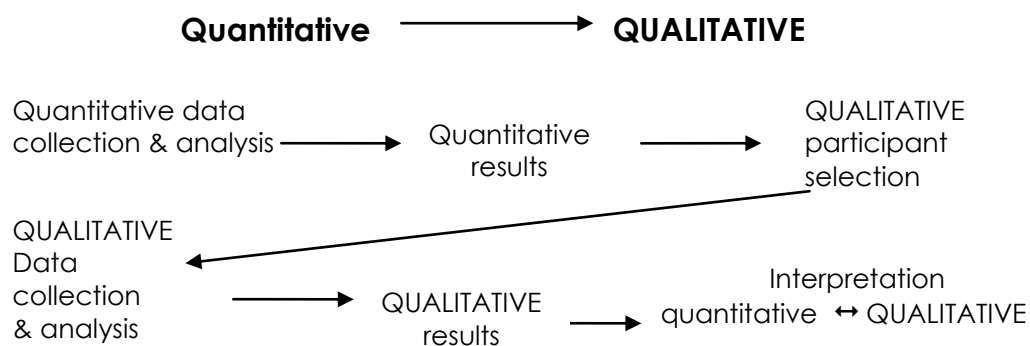 Quantitative QUALITATIVE
Quantitative data
collection & analysis
Quantitative
results
QUALITATIVE
participant
selection
QUALITATIVE
Data
collection
& analysis
QUALITATIVE
results
Interpretation
quantitative ↔ QUALITATIVE